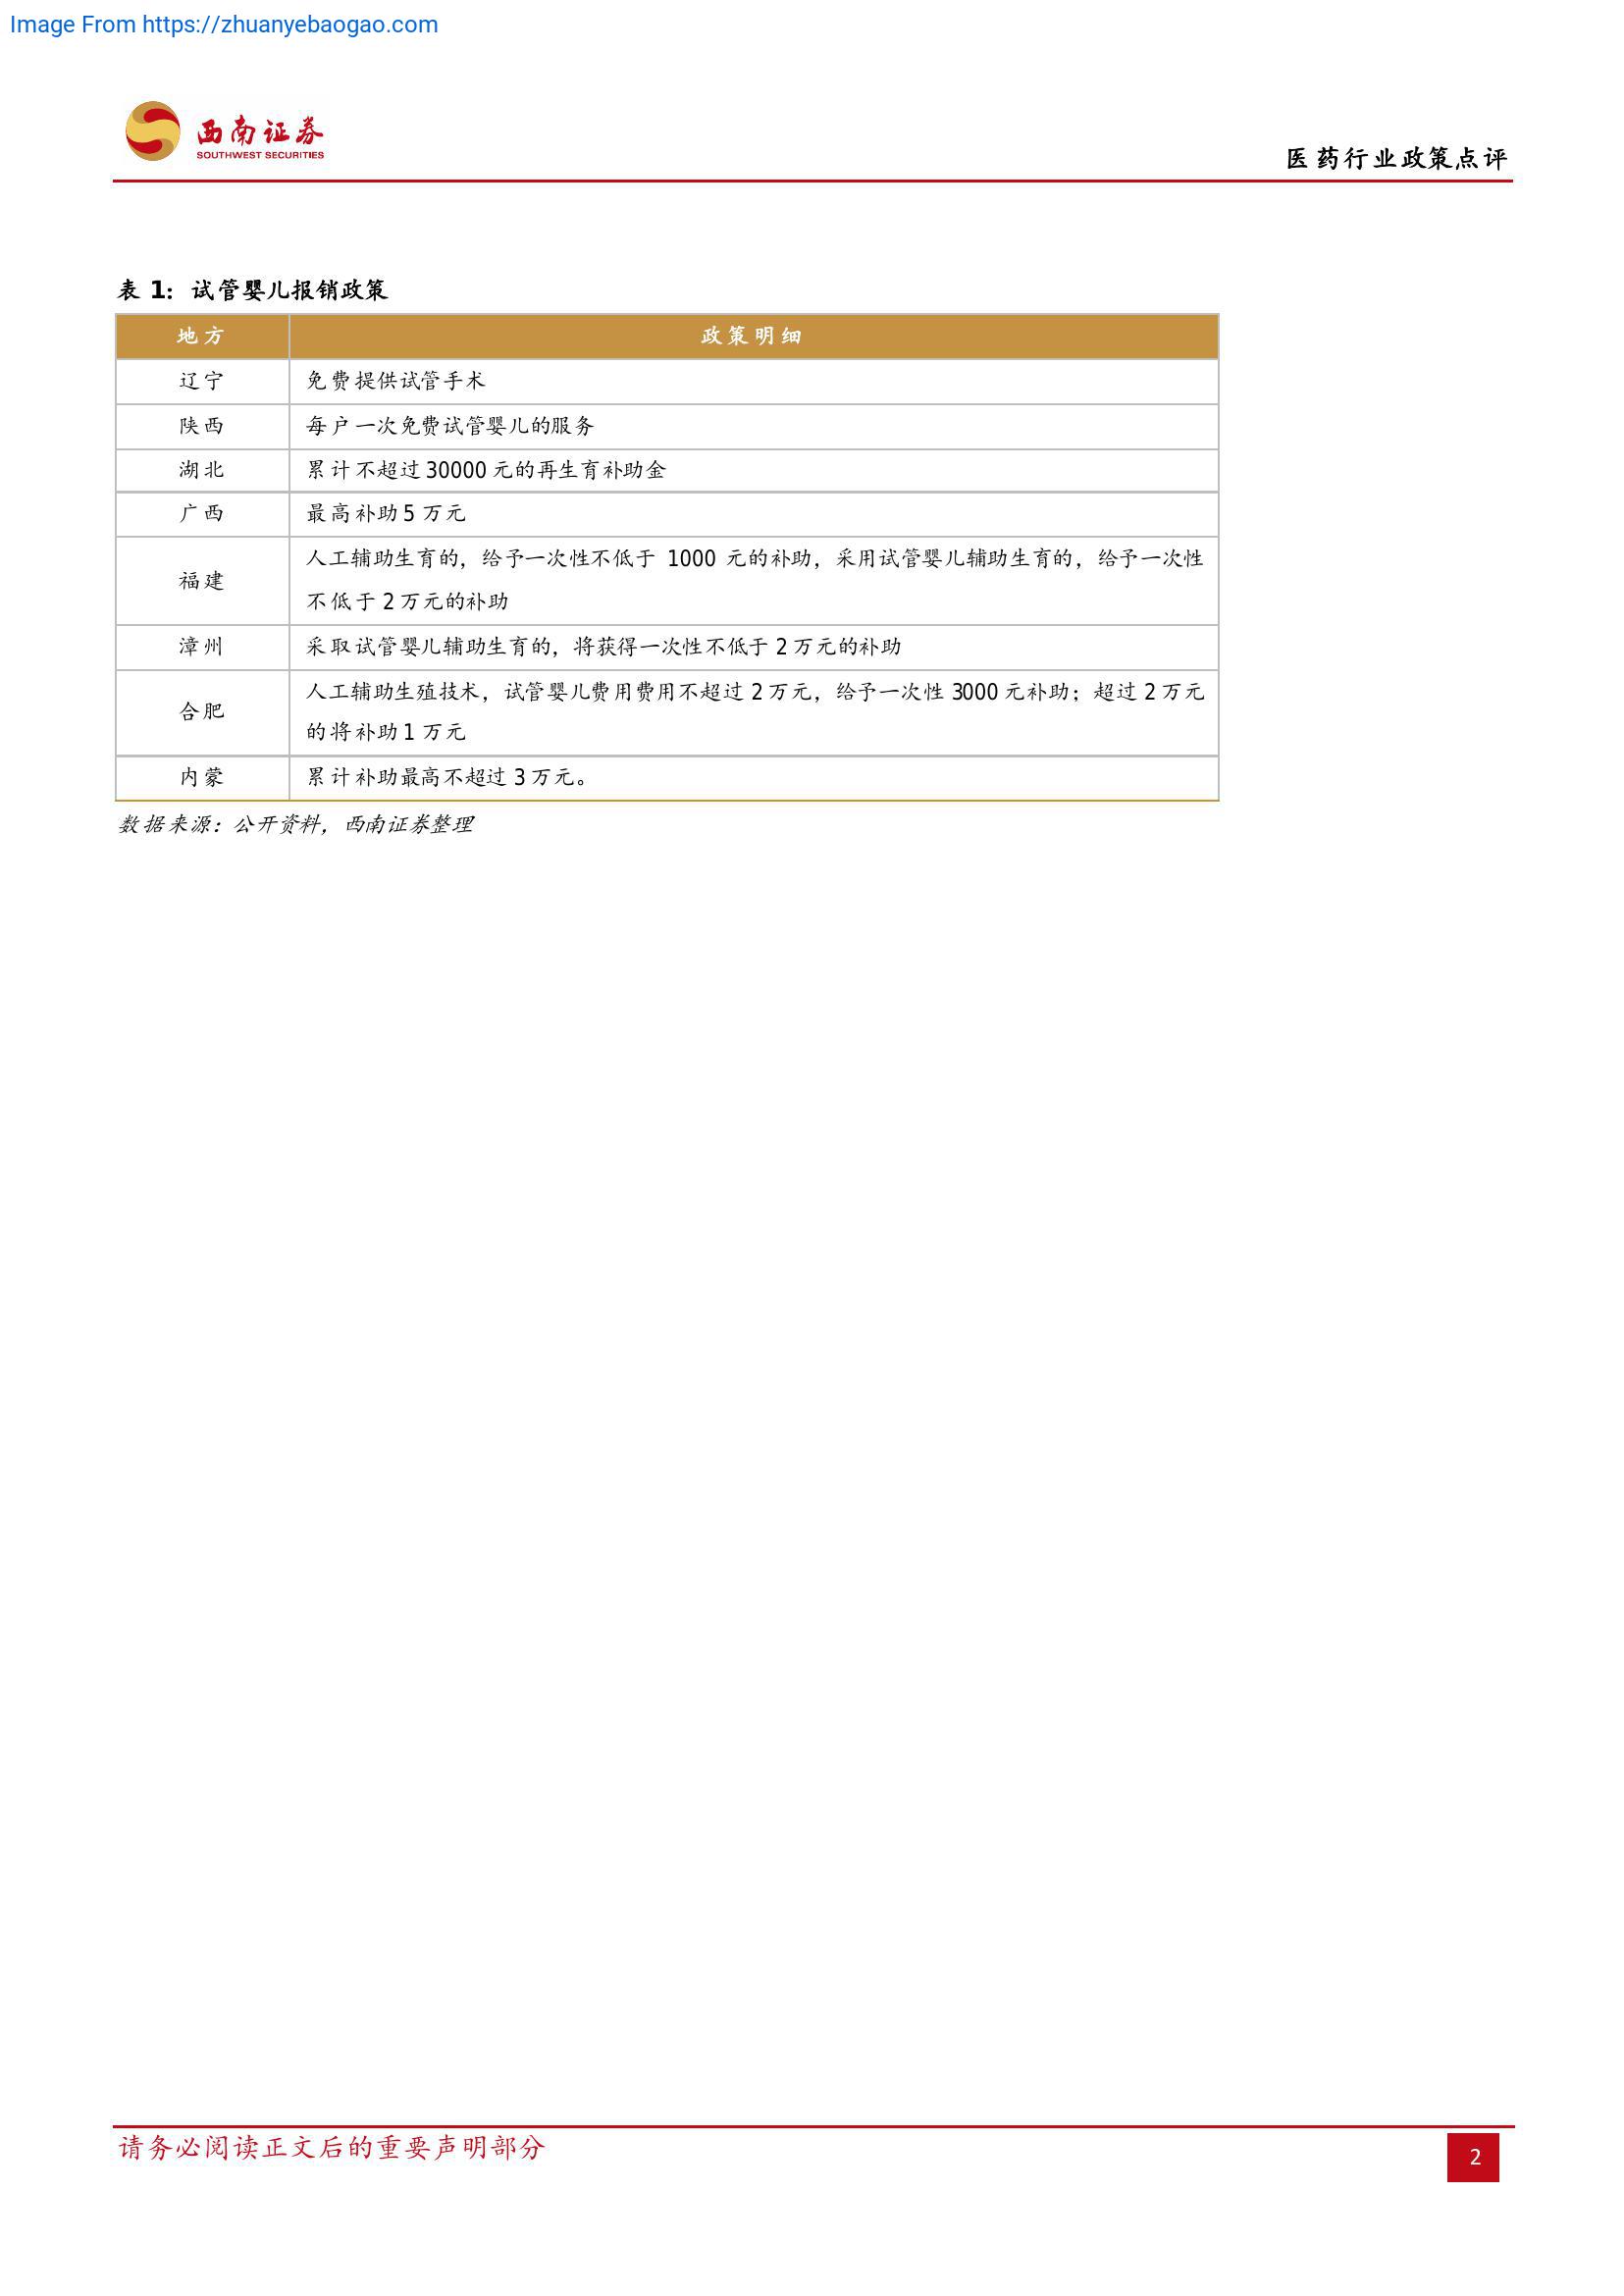 Image From https://zhuanyebaogao.com
西南证券
SOUTHWEST SECURITIES
医药行业政策点评
表 1：试管婴儿报销政策
地方 政策明细
辽宁 免费提供试管手术
陕西 每户一次免费试管婴儿的服务
湖北 累计不超过 30000 元的再生育补助金
广西 最高补助 5 万元
福建 人工辅助生育的，给予一次性不低于 1000 元的补助，采用试管婴儿辅助生育的，给予一次性
不低于 2 万元的补助
漳州 采取试管婴儿辅助生育的，将获得一次性不低于 2 万元的补助
合肥 人工辅助生殖技术，试管婴儿费用费用不超过 2 万元，给予一次性 3000 元补助；超过 2 万元
的将补助 1 万元
内蒙 累计补助最高不超过 3 万元。
数据来源：公开资料，西南证券整理
请务必阅读正文后的重要声明部分
2